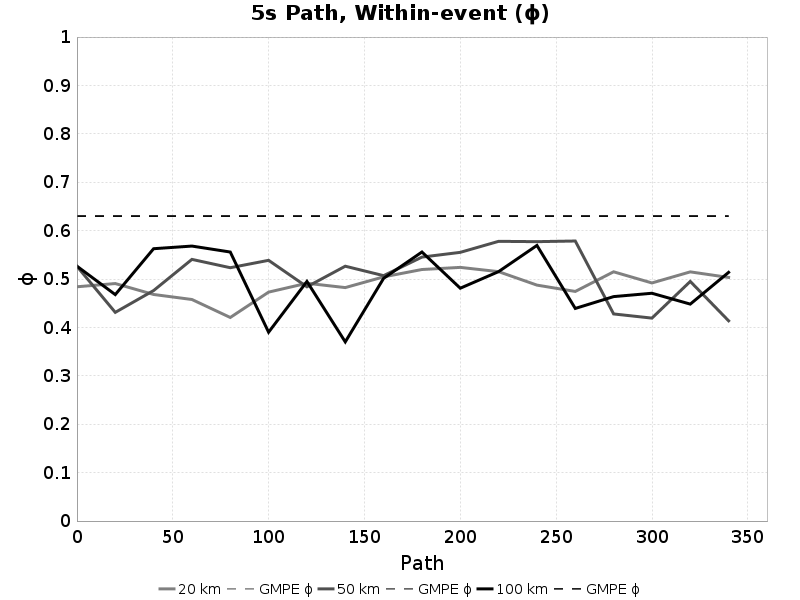 5s Path, Within-event (ϕ)
1
0.9
0.8
0.7
0.6
0.5
0.4
0.3
0.2
0.1
0
ϕ
0 50 100 150 200 250 300 350
Path
20 km GMPE ϕ 50 km GMPE ϕ 100 km GMPE ϕ